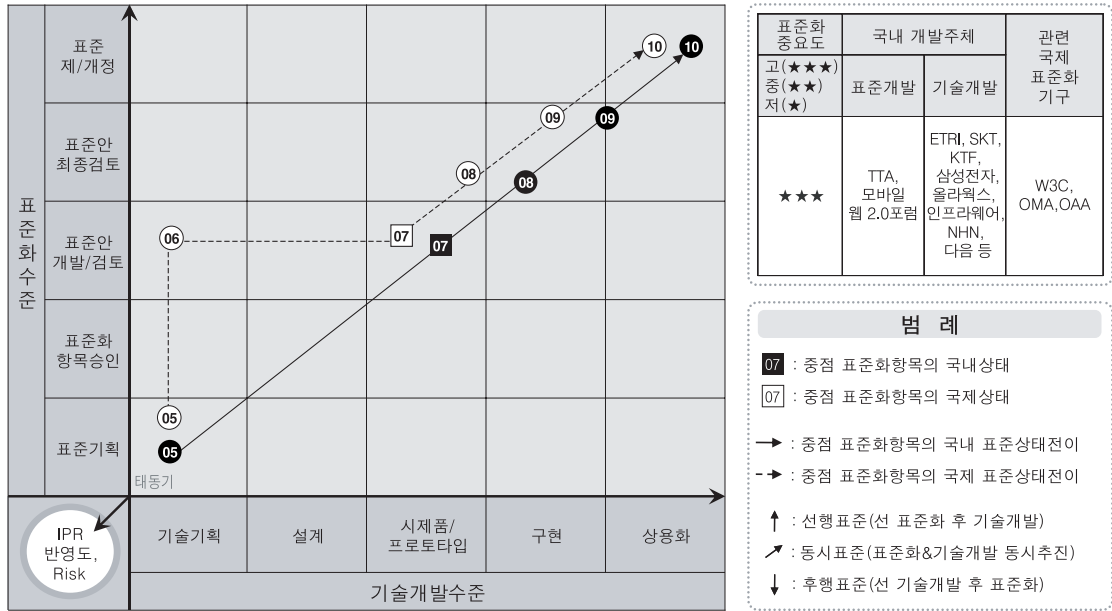 표준화수준
표준
제/개정
표준안
최종검토
표준안
개발/검토
표준화
항목승인
표준기획
10
10
09
09
08
08
06
07
07
05
05
태동기
IPR
반영도,
Risk
기술기획
설계
시제품/
프로토타입
구현
상용화
기술개발수준
표준화
중요도
국내 개발주체
관련
국제
표준화
기구
고(★★★)
중(★★)
저(★)
표준개발
기술개발
★★★
TTA,
모바일
웹 2.0포럼
ETRI, SKT,
KTF,
삼성전자,
올라웍스,
인프라웨어,
NHN,
다음 등
W3C,
OMA,OAA
범 례
07 : 중점 표준화항목의 국내상태
07 : 중점 표준화항목의 국제상태
→ : 중점 표준화항목의 국내 표준상태전이
⇢ : 중점 표준화항목의 국제 표준상태전이
↑ : 선행표준(선 표준화 후 기술개발)
↗ : 동시표준(표준화&기술개발 동시추진)
↓ : 후행표준(선 기술개발 후 표준화)